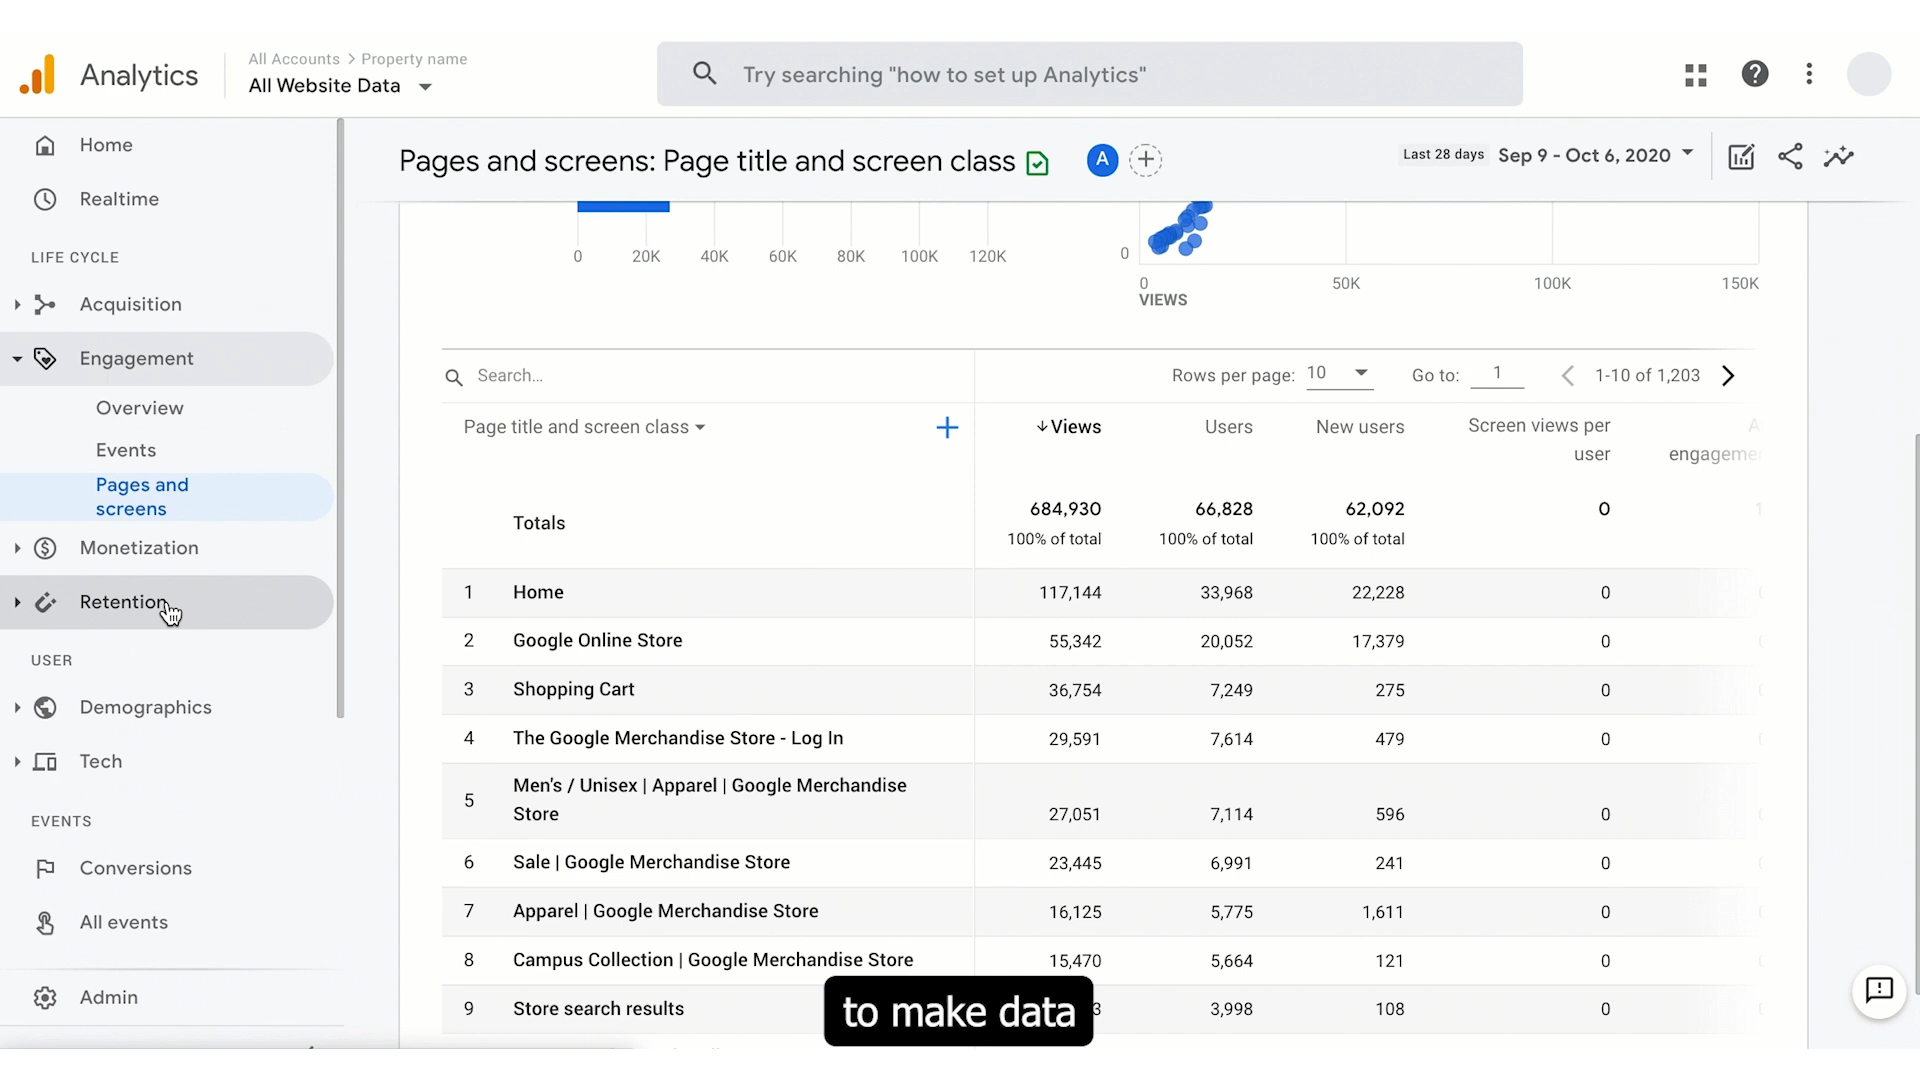 Analytics
All Accounts > Property name
All Website Data
Try searching "how to set up Analytics"
Home
Realtime
LIFE CYCLE
Acquisition
Engagement
Overview
Events
Pages and
screens
Monetization
Retention
USER
Demographics
Tech
EVENTS
Conversions
All events
Admin
Pages and screens: Page title and screen class
A
Last 28 days Sep 9 - Oct 6, 2020
0 20K 40K 60K 80K 100K 120K
0
0 50K 100K 150K
VIEWS
Search...
Rows per page: 10 Go to: 1 1-10 of 1,203
Page title and screen class Views Users New users Screen views per
user
A
engageme
Totals 684,930 66,828 62,092 0 1
100% of total 100% of total 100% of total
1 Home 117,144 33,968 22,228 0
2 Google Online Store 55,342 20,052 17,379 0
3 Shopping Cart 36,754 7,249 275 0
4 The Google Merchandise Store - Log In 29,591 7,614 479 0
5 Men's / Unisex | Apparel | Google Merchandise
Store 27,051 7,114 596 0
6 Sale | Google Merchandise Store 23,445 6,991 241 0
7 Apparel | Google Merchandise Store 16,125 5,775 1,611 0
8 Campus Collection | Google Merchandise Store 15,470 5,664 121 0
9 Store search results 3 3,998 108 0
to make data